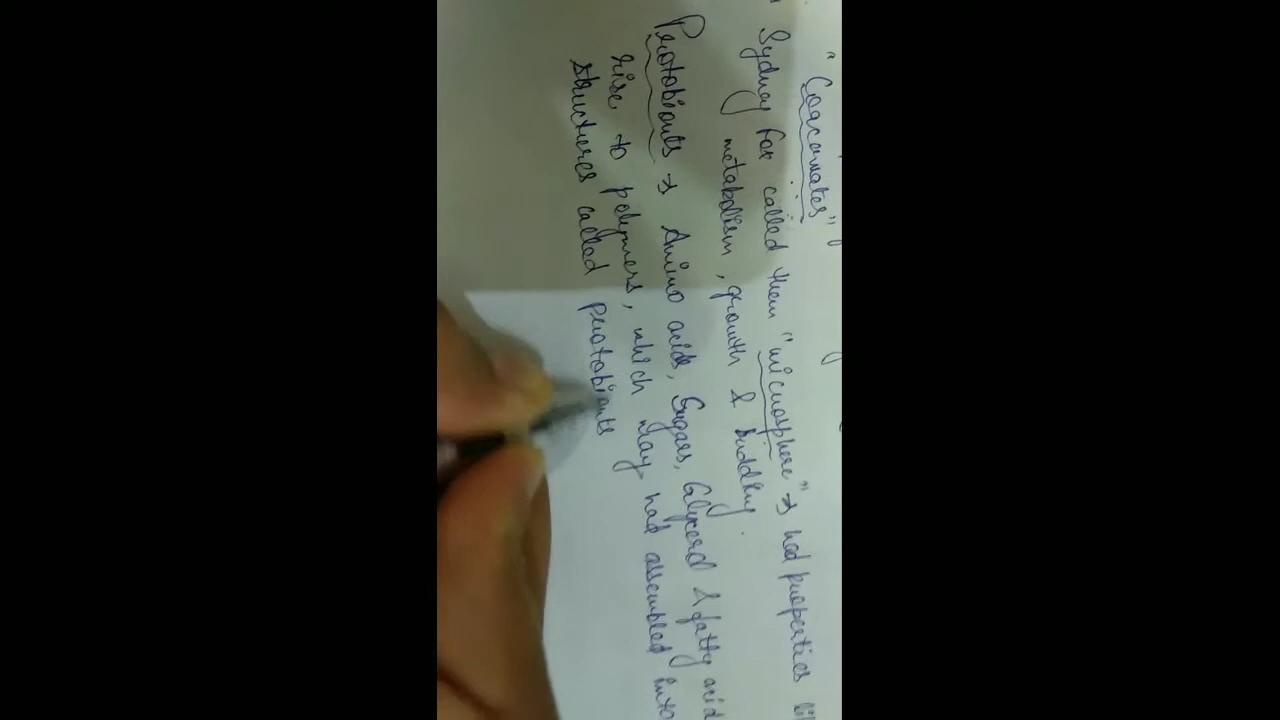 " Coacervates "
Sydney Fox called them "microsphere" → had properties
metabolism, growth & budding.
Protobionts → Amino acids, Sugars, Glycerol & fatty acid
rise to polymers, which may had assembled into
structures called protobionts